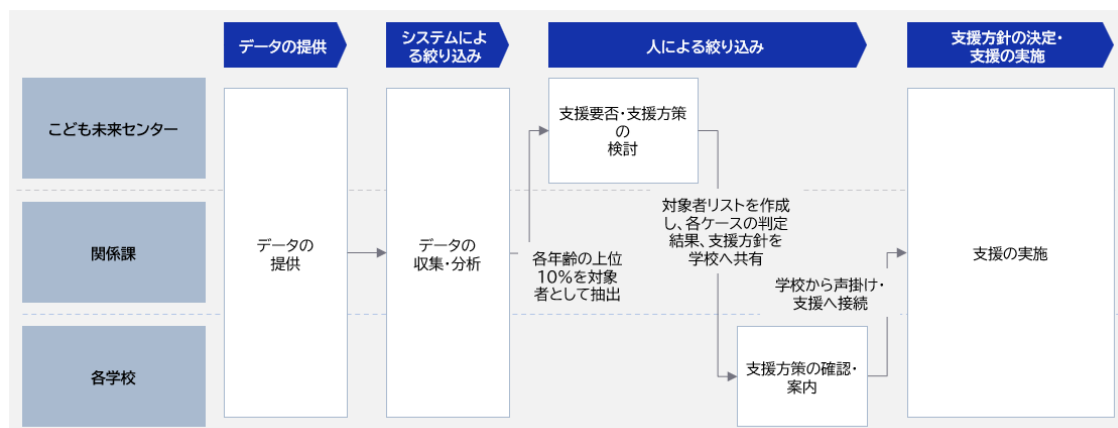 データの提供
システムによ
る絞り込み
人による絞り込み
支援方針の決定・
支援の実施
こども未来センター
関係課
各学校
データの
提供
データの
収集・分析
各年齢の上位
10%を対象
者として抽出
支援要否・支援方策
の
検討
対象者リストを作成
し、各ケースの判定
結果、支援方針を
学校へ共有
支援方策の確認・
案内
学校から声掛け・
支援へ接続
支援の実施